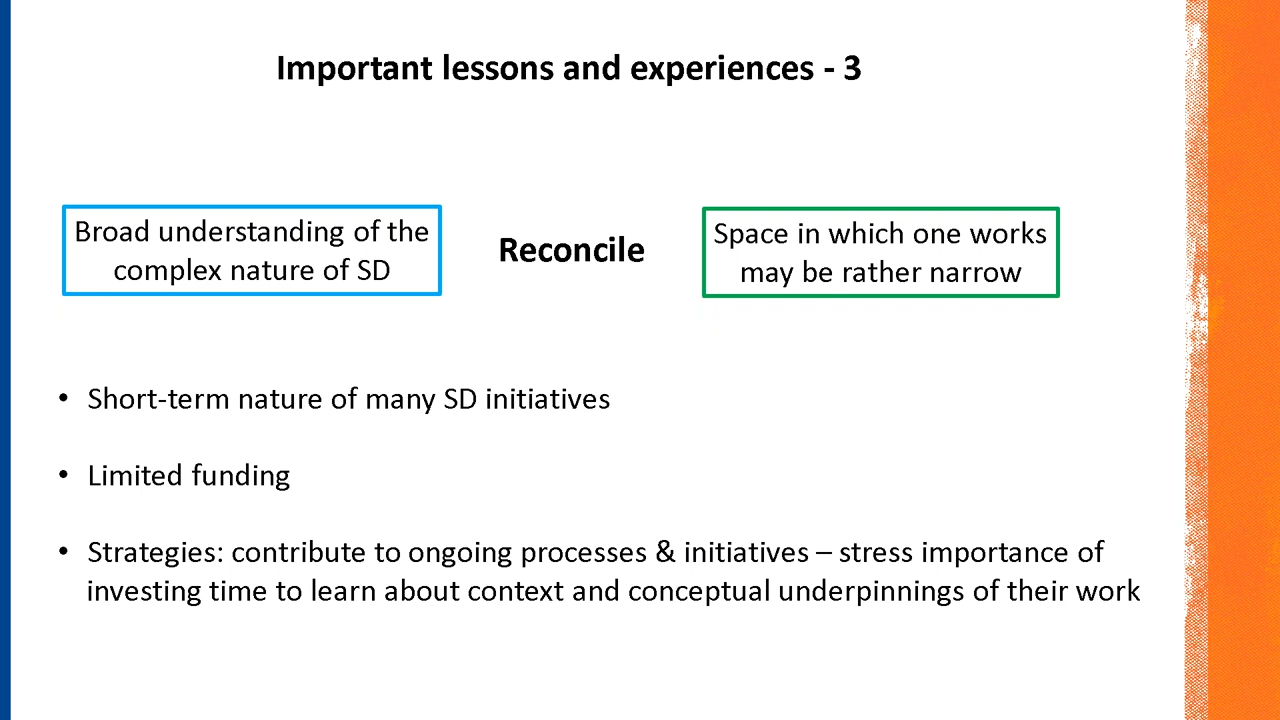 Important lessons and experiences - 3
Broad understanding of the
complex nature of SD
Reconcile
Space in which one works
may be rather narrow
• Short-term nature of many SD initiatives
• Limited funding
• Strategies: contribute to ongoing processes & initiatives – stress importance of
investing time to learn about context and conceptual underpinnings of their work